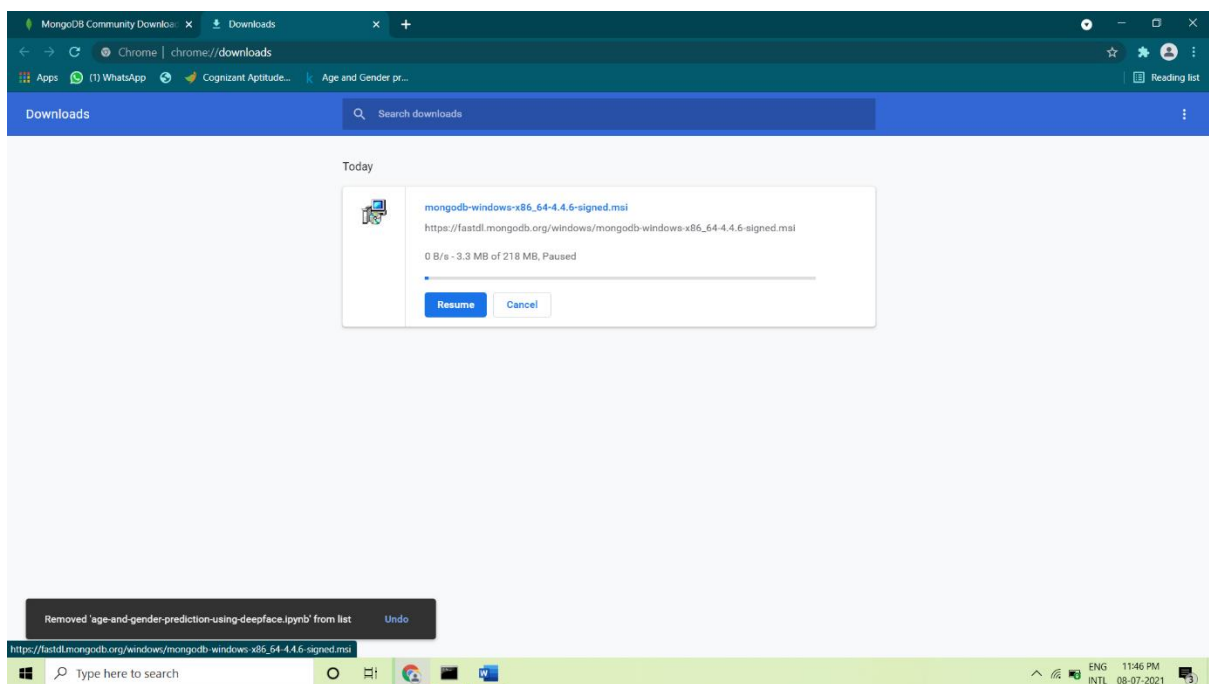 MongoDB Community Downloa
Downloads
Chrome | chrome://downloads
Apps (1) WhatsApp Cognizant Aptitude... Age and Gender pr... Reading list
Downloads
Search downloads
Today
mongodb-windows-x86_64-4.4.6-signed.msi
https://fastdl.mongodb.org/windows/mongodb-windows-x86_64-4.4.6-signed.msi
0 B/s - 3.3 MB of 218 MB, Paused
Resume Cancel
Removed 'age-and-gender-prediction-using-deepface.ipynb' from list Undo
https://fastdl.mongodb.org/windows/mongodb-windows-x86_64-4.4.6-signed.msi
Type here to search
ENG 11:46 PM
INTL 08-07-2021
3